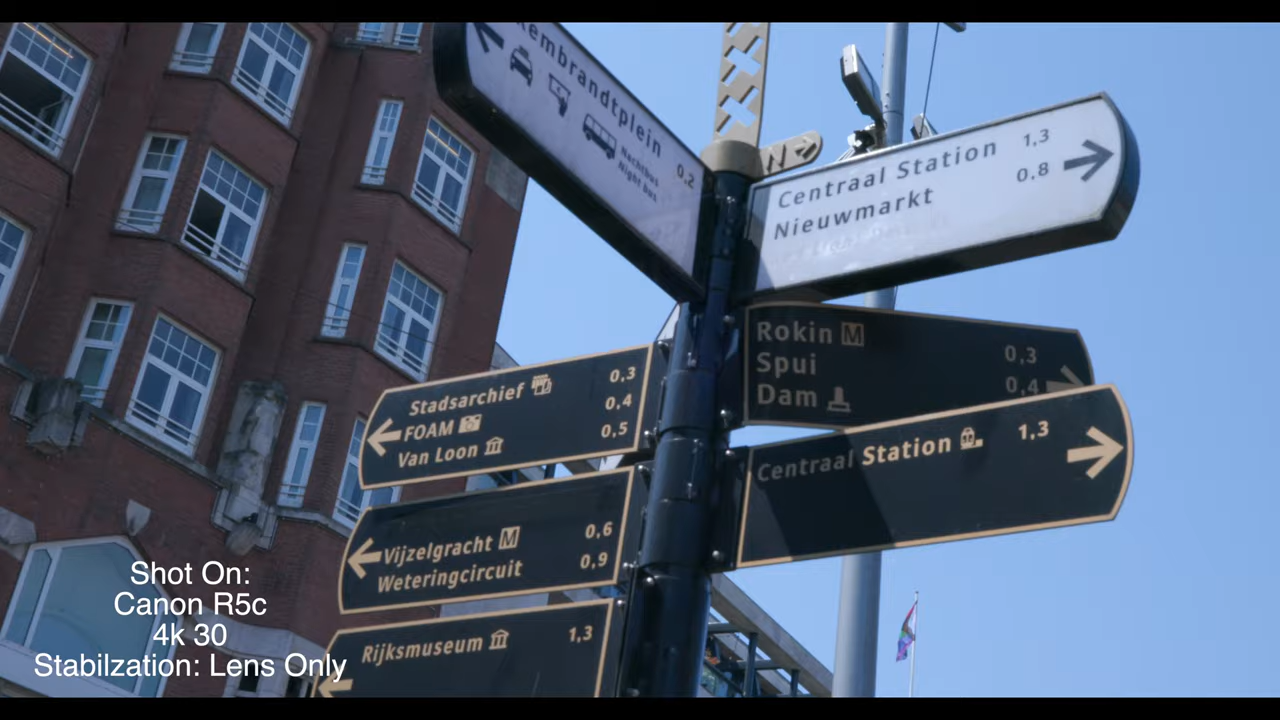 Rembrandtplein 0,2
Nachtbus
Night bus
N
Centraal Station 1,3
Nieuwmarkt 0,8
Rokin M
Spui 0,3
Dam 0,4
Stadsarchief 0,3
FOAM 0,4
Van Loon 0,5
Centraal Station 1,3
Vijzelgracht M 0,6
Weteringcircuit 0,9
Rijksmuseum 1,3
Shot On:
Canon R5c
4k 30
Stabilzation: Lens Only